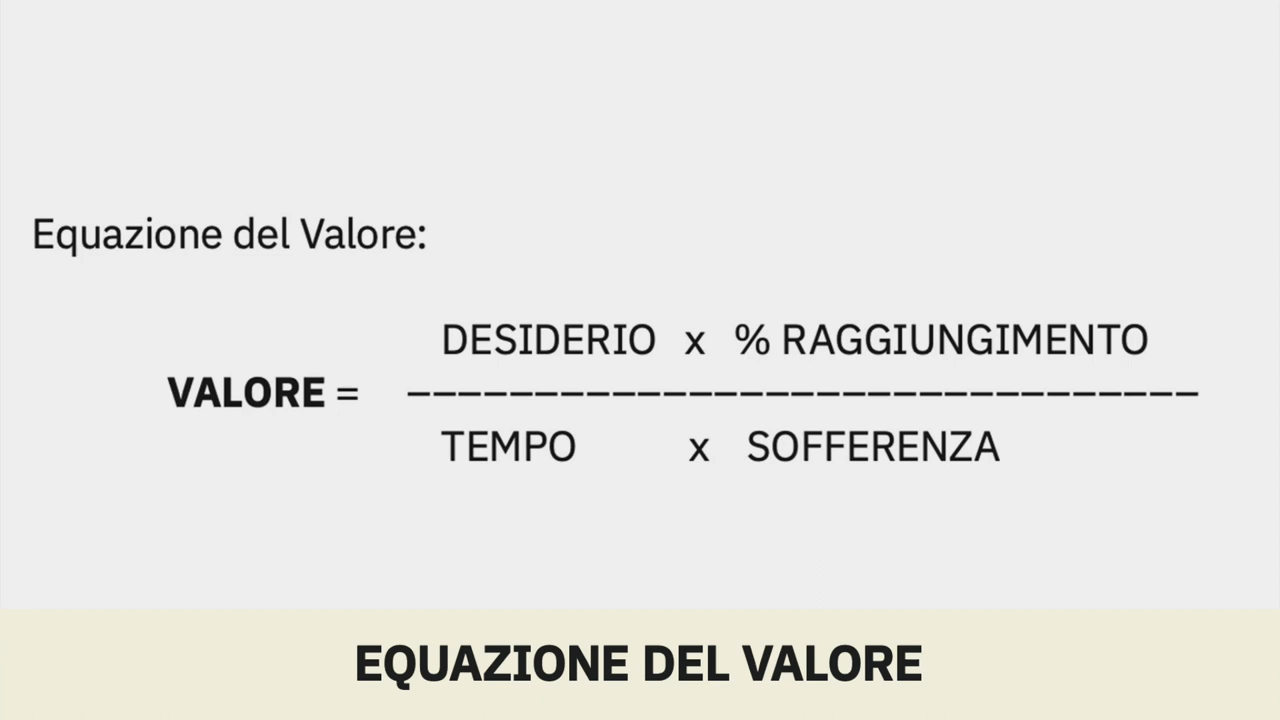 Equazione del Valore:
DESIDERIO x % RAGGIUNGIMENTO
VALORE = –––––––––––––––––––––––––––––––
TEMPO x SOFFERENZA
EQUAZIONE DEL VALORE